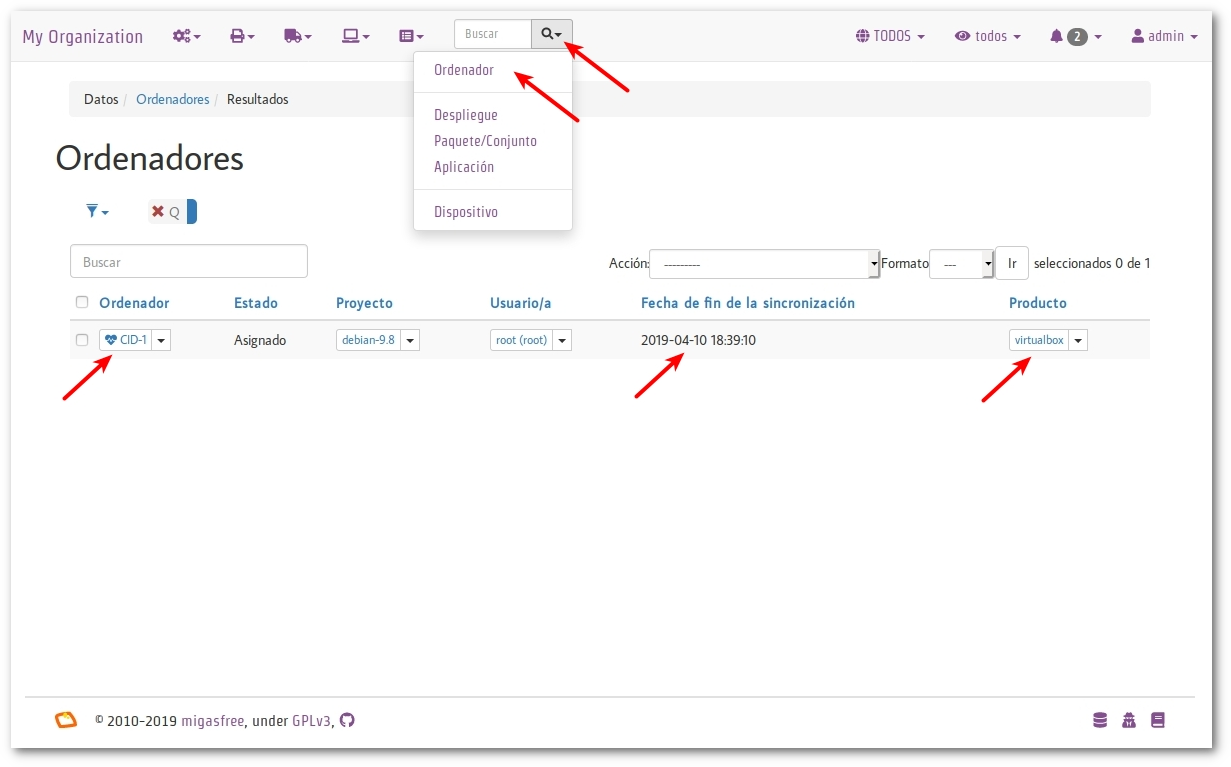 My Organization
Buscar
TODOS
todos
2
admin
Ordenador
Despliegue
Paquete/Conjunto
Aplicación
Dispositivo
Datos / Ordenadores / Resultados
Ordenadores
Q
Buscar
Acción: --------- Formato --- Ir seleccionados 0 de 1
Ordenador Estado Proyecto Usuario/a Fecha de fin de la sincronización Producto
CID-1 Asignado debian-9.8 root (root) 2019-04-10 18:39:10 virtualbox
© 2010-2019 migasfree, under GPLv3,